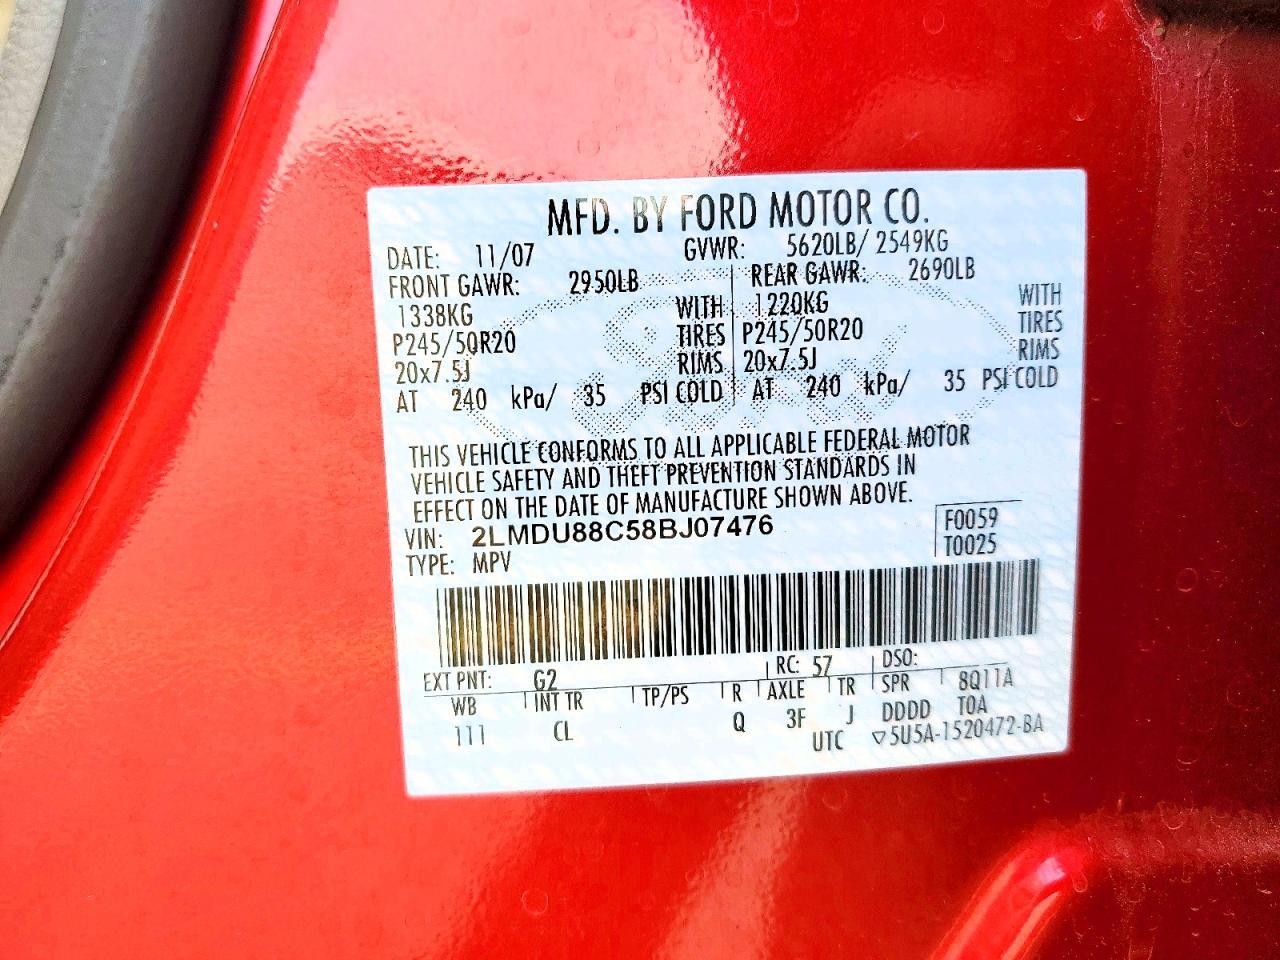 MFD. BY FORD MOTOR CO.
DATE: 11/07 GVWR: 5620LB/ 2549KG
FRONT GAWR: 2950LB REAR GAWR: 2690LB
1338KG WITH 1220KG WITH
P245/50R20 TIRES P245/50R20 TIRES
20x7.5J RIMS 20x7.5J RIMS
AT 240 kPa/ 35 PSI COLD AT 240 kPa/ 35 PSI COLD
THIS VEHICLE CONFORMS TO ALL APPLICABLE FEDERAL MOTOR
VEHICLE SAFETY AND THEFT PREVENTION STANDARDS IN
EFFECT ON THE DATE OF MANUFACTURE SHOWN ABOVE.
VIN: 2LMDU88C58BJ07476 F0059
TYPE: MPV T0025
EXT PNT: G2 RC: 57 DSO:
WB INT TR TP/PS R AXLE TR SPR 8Q11A
111 CL Q 3F J DDDD TOA
UTC ▽5U5A-1520472-BA